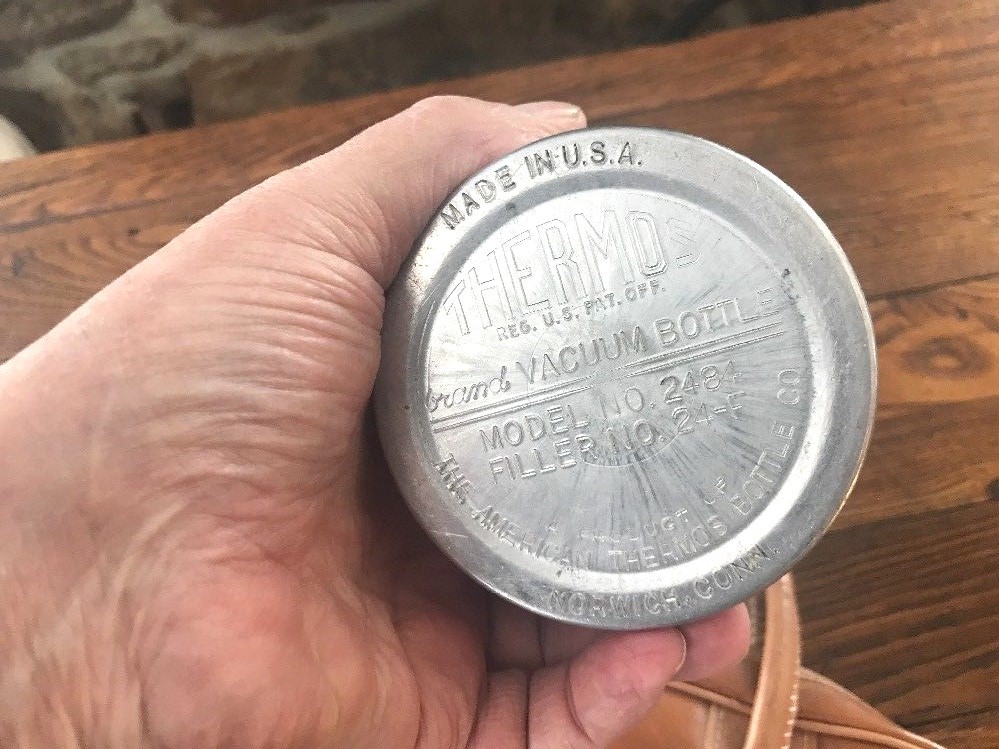 MADE IN U.S.A.
THERMOS
REG. U.S. PAT. OFF.
brand VACUUM BOTTLE
MODEL NO. 2484
FILLER NO. 24-F
THE AMERICAN THERMOS BOTTLE CO
NORWICH, CONN.